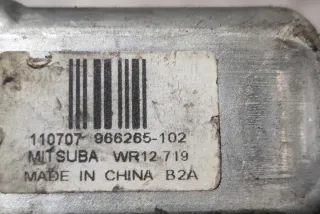 110707 966265-102
MITSUBA WR12 719
MADE IN CHINA B2A